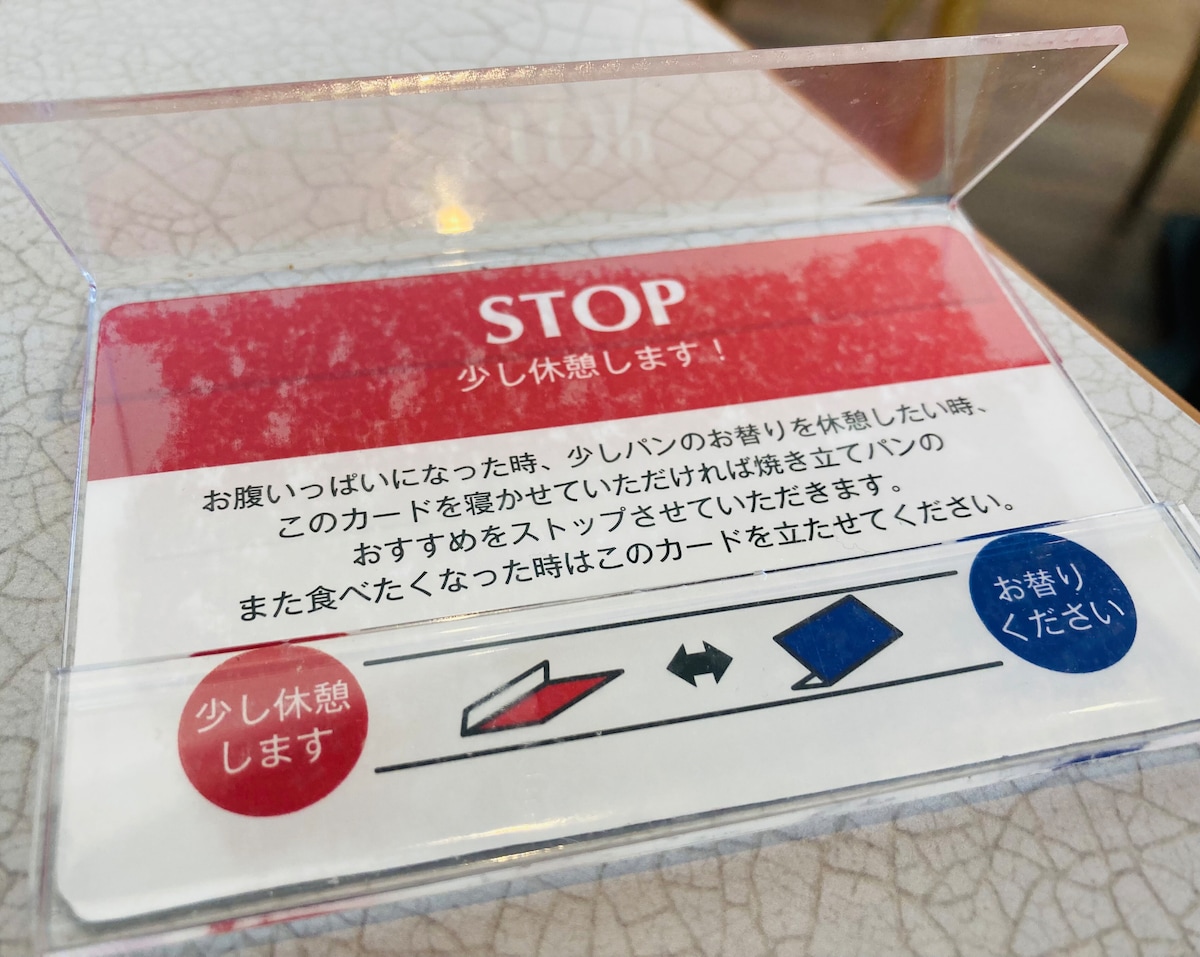 STOP
少し休憩します！
お腹いっぱいになった時、少しパンのお替りを休憩したい時、
このカードを寝かせていただければ焼き立てパンの
おすすめをストップさせていただきます。
また食べたくなった時はこのカードを立たせてください。
少し休憩
します
お替り
ください